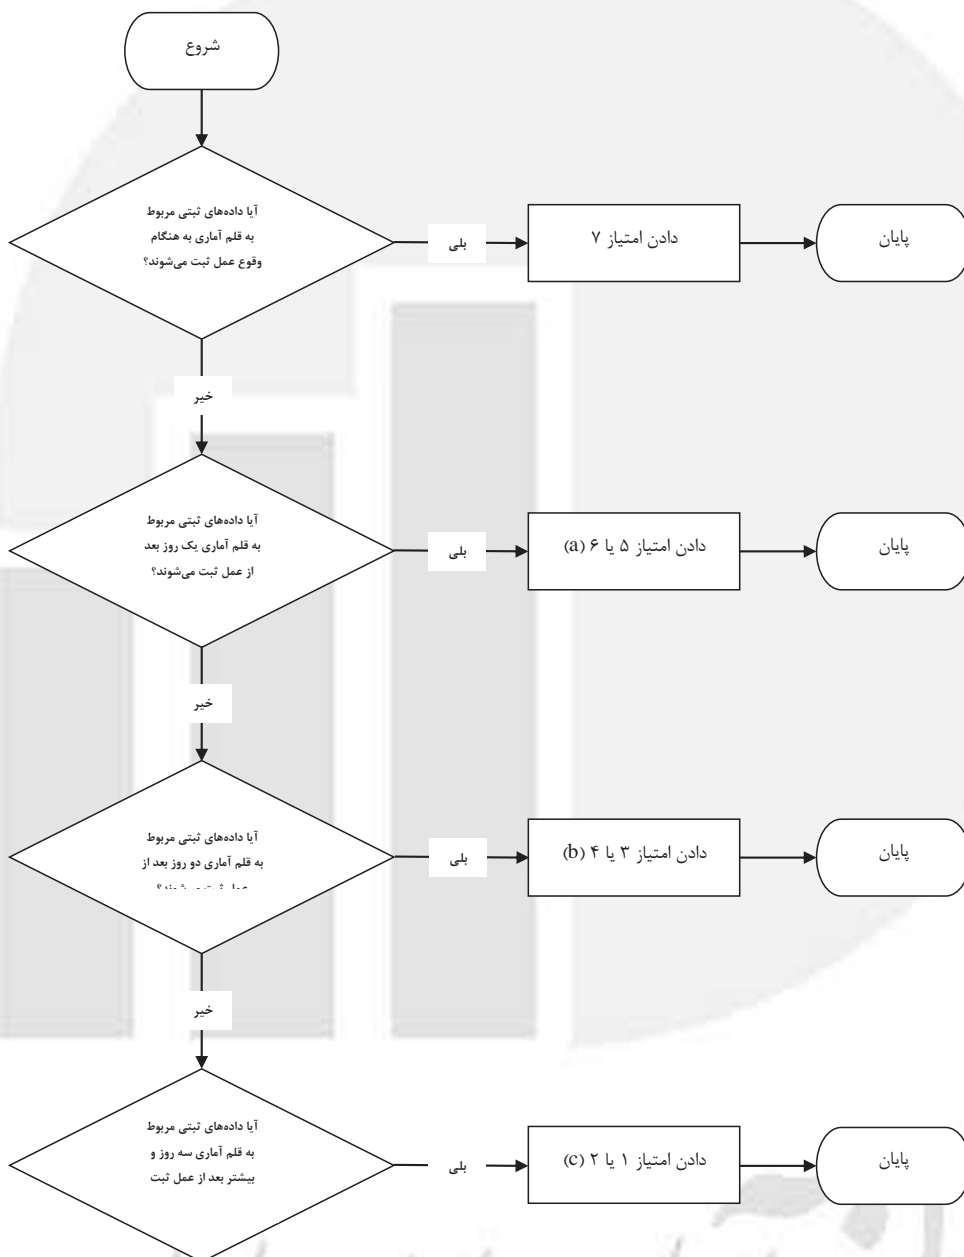 شروع
آیا داده‌های ثبتی مربوط
به قلم آماری به هنگام
وقوع عمل ثبت می‌شوند؟
بلی
دادن امتیاز ۷
پایان
خیر
آیا داده‌های ثبتی مربوط
به قلم آماری یک روز بعد
از عمل ثبت می‌شوند؟
بلی
دادن امتیاز ۵ یا ۶ (a)
پایان
خیر
آیا داده‌های ثبتی مربوط
به قلم آماری دو روز بعد از
عمل ثبت می‌شوند؟
بلی
دادن امتیاز ۳ یا ۴ (b)
پایان
خیر
آیا داده‌های ثبتی مربوط
به قلم آماری سه روز و
بیشتر بعد از عمل ثبت
بلی
دادن امتیاز ۱ یا ۲ (c)
پایان